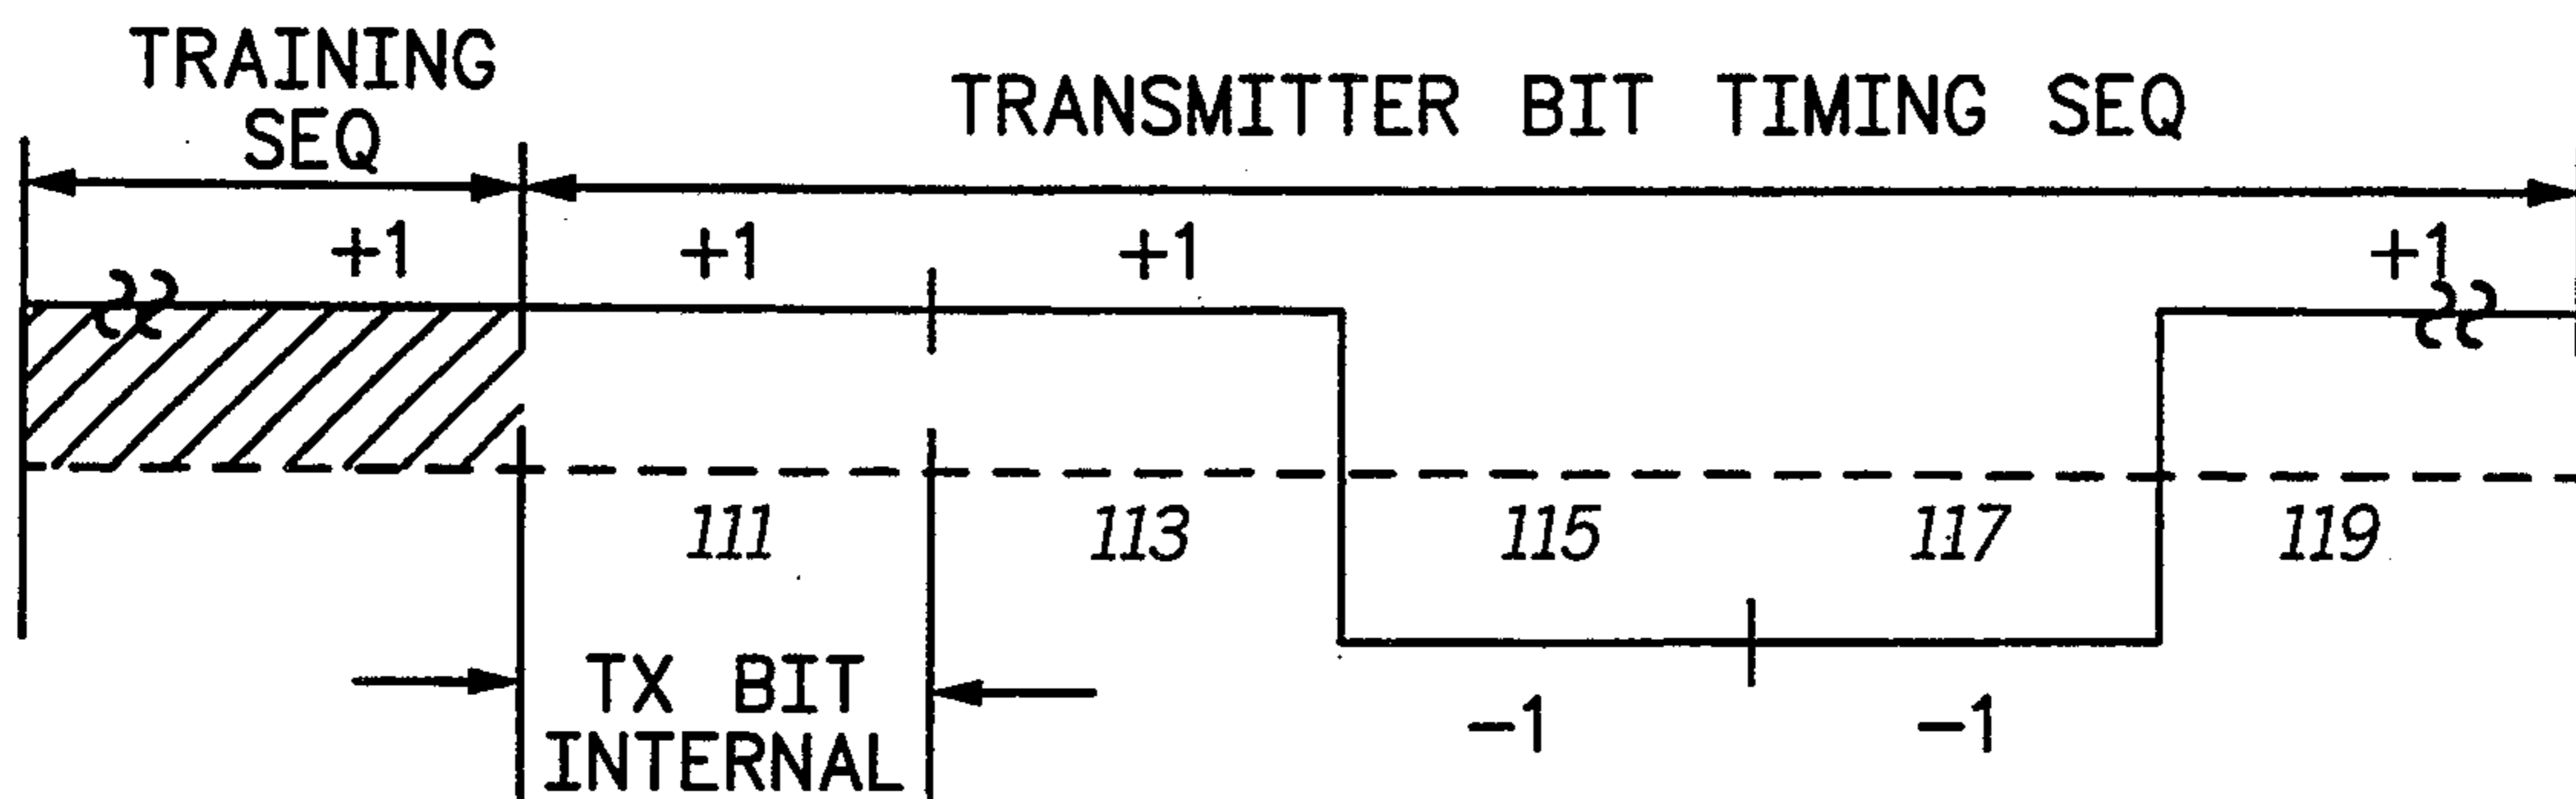 TRAINING
SEQ
TRANSMITTER BIT TIMING SEQ
+1 +1 +1 +1
111 113 115 117 119
TX BIT
INTERNAL
-1 -1